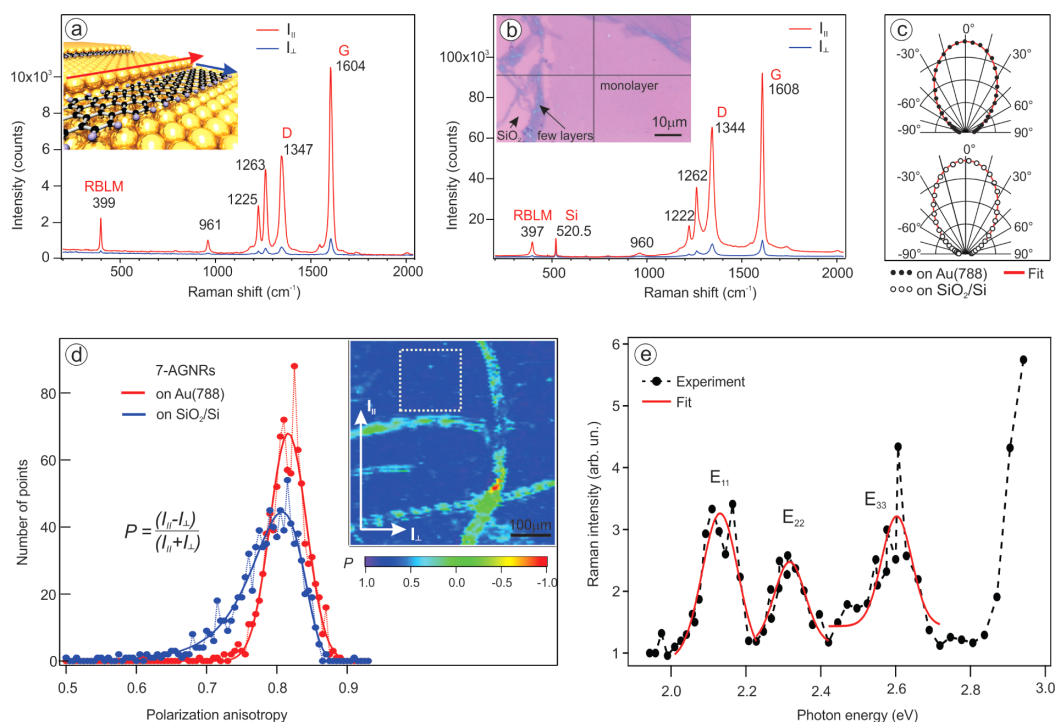 a
I||
I⊥
G
1604
10x10³
8
6
4
2
0
Intensity (counts)
D
1347
1263
1225
RBLM
399
961
500
1000
1500
2000
Raman shift (cm⁻¹)
b
I||
I⊥
G
1608
100x10³
80
60
40
20
Intensity (counts)
monolayer
SiO₂
few layers
10μm
D
1344
1262
1222
RBLM
397
Si
520.5
960
500
1000
1500
2000
Raman shift (cm⁻¹)
c
0°
-30°
30°
-60°
60°
-90°
90°
0°
-30°
30°
-60°
60°
-90°
90°
on Au(788)
Fit
on SiO₂/Si
d
7-AGNRs
on Au(788)
on SiO₂/Si
P = (I||-I⊥)
(I||+I⊥)
80
60
40
20
0
Number of points
0.5
0.6
0.7
0.8
0.9
Polarization anisotropy
I||
I⊥
100μm
P
1.0
0.5
0.0
-0.5
-1.0
e
Experiment
Fit
E₁₁
E₂₂
E₃₃
6
5
4
3
2
1
Raman intensity (arb. un.)
2.0
2.2
2.4
2.6
2.8
3.0
Photon energy (eV)